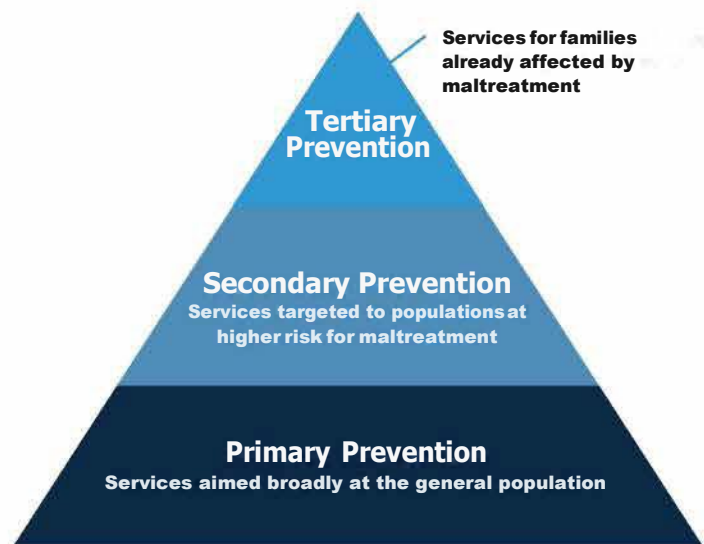 Services for families
already affected by
maltreatment
Tertiary
Prevention
Secondary Prevention
Services targeted to populations at
higher risk for maltreatment
Primary Prevention
Services aimed broadly at the general population